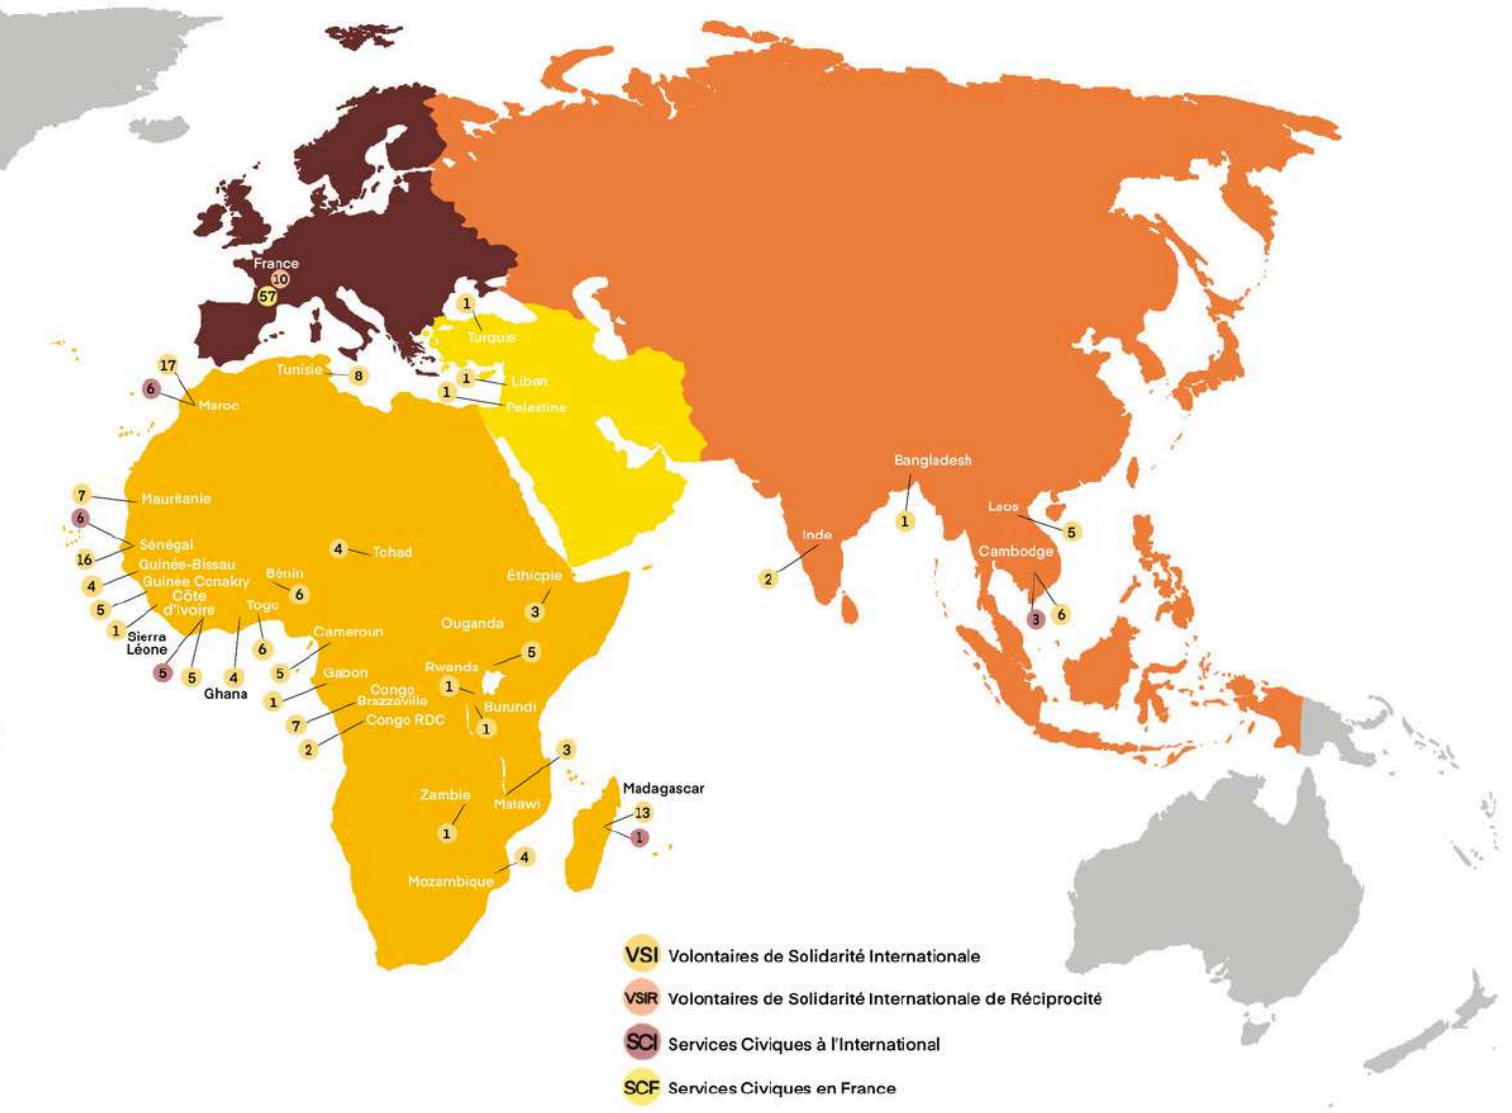 France
10
57
1
Turquie
17
Tunisie
8
1
Liban
6
1
Maroc
Palestine
Bangladesh
7
Mauritanie
Laos
6
1
5
Inde
Sénégal
4
Tchad
Cambodge
16
Guinée-Bissau
Bénin
Éthiopie
2
4
Guinée Conakry
6
5
Côte
d'Ivoire
Togo
3
3
6
1
Sierra
Léone
Cameroun
Ouganda
6
5
Rwanda
5
5
4
5
Gabon
1
Ghana
1
Congo
Brazzaville
Burundi
7
Congo RDC
1
2
3
Zambie
Malawi
Madagascar
13
1
1
4
Mozambique
VSI Volontaires de Solidarité Internationale
VSIR Volontaires de Solidarité Internationale de Réciprocité
SCI Services Civiques à l'International
SCF Services Civiques en France